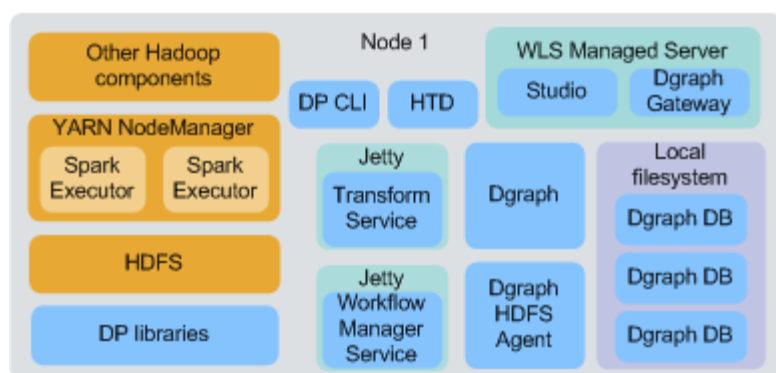 Other Hadoop
components
YARN NodeManager
Spark
Executor
Spark
Executor
HDFS
DP libraries
Node 1
DP CLI
HTD
WLS Managed Server
Studio
Dgraph
Gateway
Jetty
Transform
Service
Dgraph
Local
filesystem
Dgraph DB
Dgraph DB
Dgraph DB
Jetty
Workflow
Manager
Service
Dgraph
HDFS
Agent